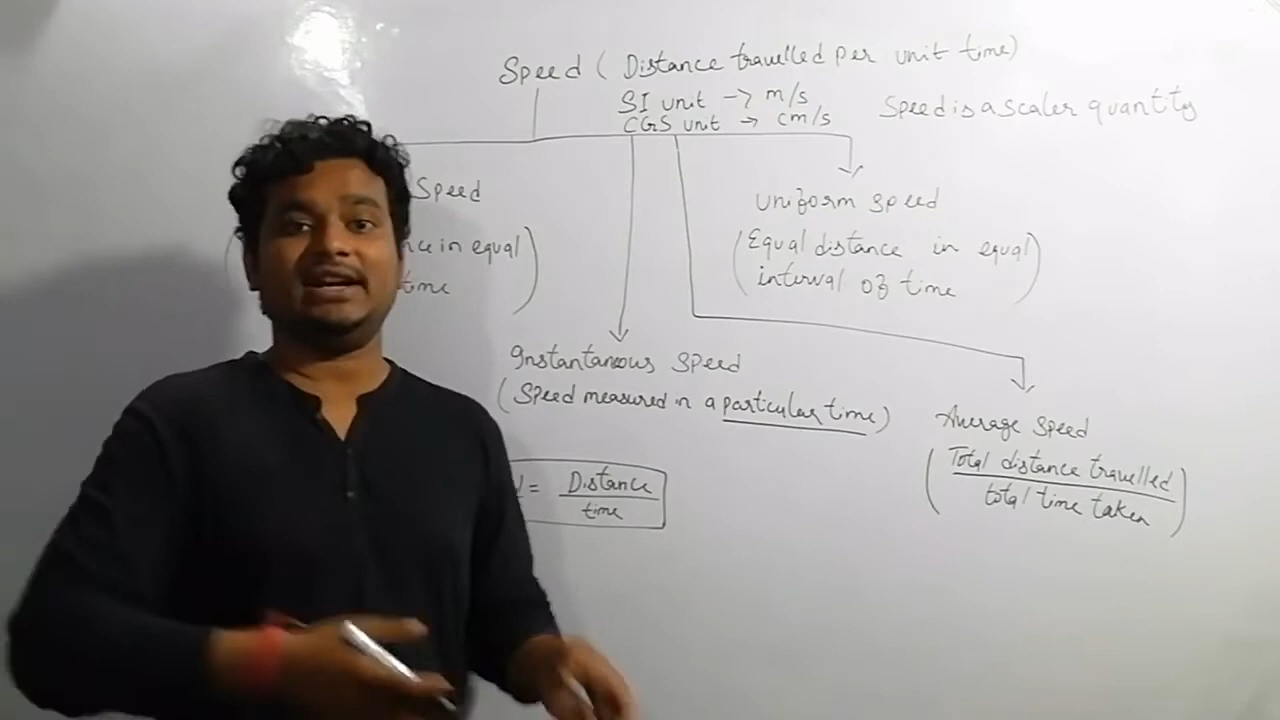 Speed ( Distance travelled per unit time)
SI unit → m/s
CGS unit → cm/s
Speed is a scaler quantity
Speed
in equal
time
uniform speed
(Equal distance in equal
interval of time)
Instantaneous speed
(Speed measured in a particular time)
= Distance
time
Average speed
(Total distance travelled
total time taken)